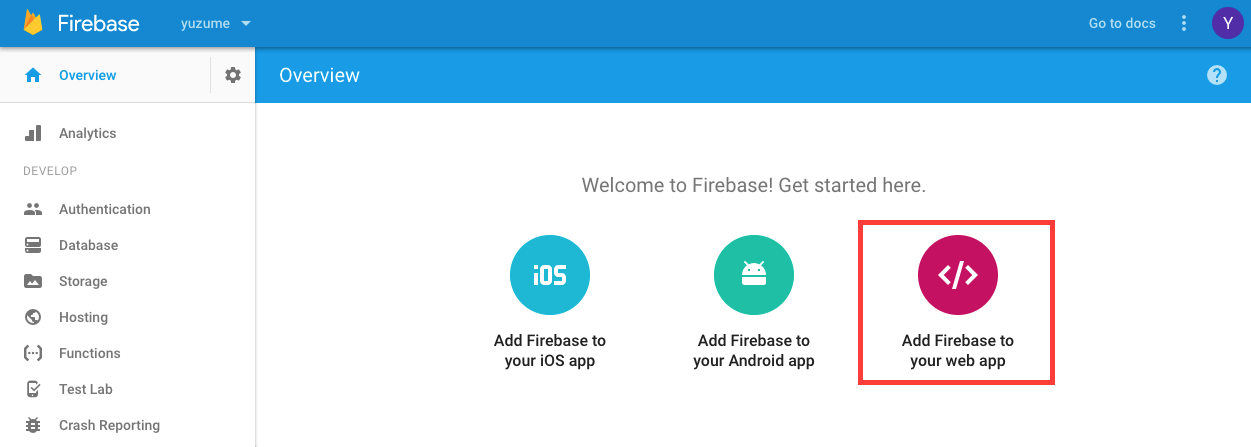 Firebase
yuzume
Go to docs
Y
Overview
Overview
?
Analytics
DEVELOP
Authentication
Database
Storage
Hosting
Functions
Test Lab
Crash Reporting
Welcome to Firebase! Get started here.
iOS
Add Firebase to
your iOS app
Add Firebase to
your Android app
</>
Add Firebase to
your web app